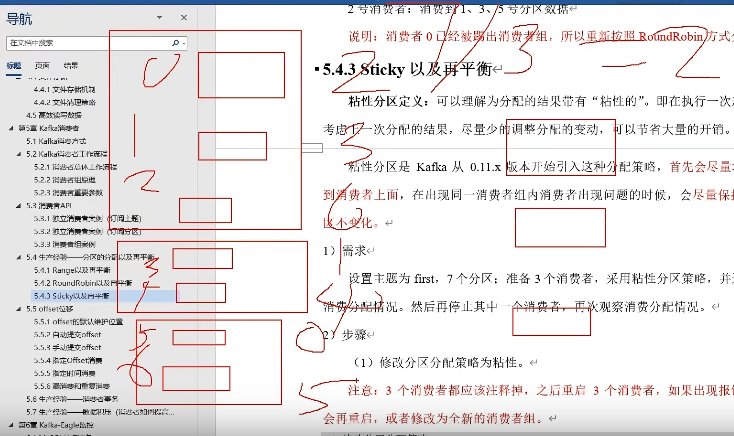 导航
在文档中搜索
标题 页面 结果
4.4.1 文件存储机制
4.4.2 文件清理策略
4.5 高效读写数据
第5章 Kafka消费者
5.1 Kafka消费方式
5.2 Kafka消费者工作流程
5.2.1 消费者总体工作流程
5.2.2 消费者组原理
5.2.3 消费者重要参数
5.3 消费者API
5.3.1 独立消费者案例（订阅主题）
5.3.2 独立消费者案例（订阅分区）
5.3.3 消费者组案例
5.4 生产经验——分区的分配以及再平衡
5.4.1 Range以及再平衡
5.4.2 RoundRobin以及再平衡
5.4.3 Sticky以及再平衡
5.5 offset位移
5.5.1 offset的默认维护位置
5.5.2 自动提交offset
5.5.3 手动提交offset
5.5.4 指定Offset消费
5.5.5 指定时间消费
5.5.6 漏消费和重复消费
5.6 生产经验——消费者事务
5.7 生产经验——数据积压（消费者如何提高...
第6章 Kafka-Eagle监控
2 号消费者：消费到 1、3、5 号分区数据
说明：消费者 0 已经被踢出消费者组，所以重新按照 RoundRobin 方式分
5.4.3 Sticky 以及再平衡
粘性分区定义：可以理解为分配的结果带有“粘性的”。即在执行一次
考虑上一次分配的结果，尽量少的调整分配的变动，可以节省大量的开销。
粘性分区是 Kafka 从 0.11.x 版本开始引入这种分配策略，首先会尽量
到消费者上面，在出现同一消费者组内消费者出现问题的时候，会尽量保
区不变化。
1）需求
设置主题为 first，7 个分区；准备 3 个消费者，采用粘性分区策略，并
消费分配情况。然后再停止其中一个消费者，再次观察消费分配情况。
2）步骤
（1）修改分区分配策略为粘性。
注意：3 个消费者都应该注释掉，之后重启 3 个消费者，如果出现报
会再重启，或者修改为全新的消费者组。